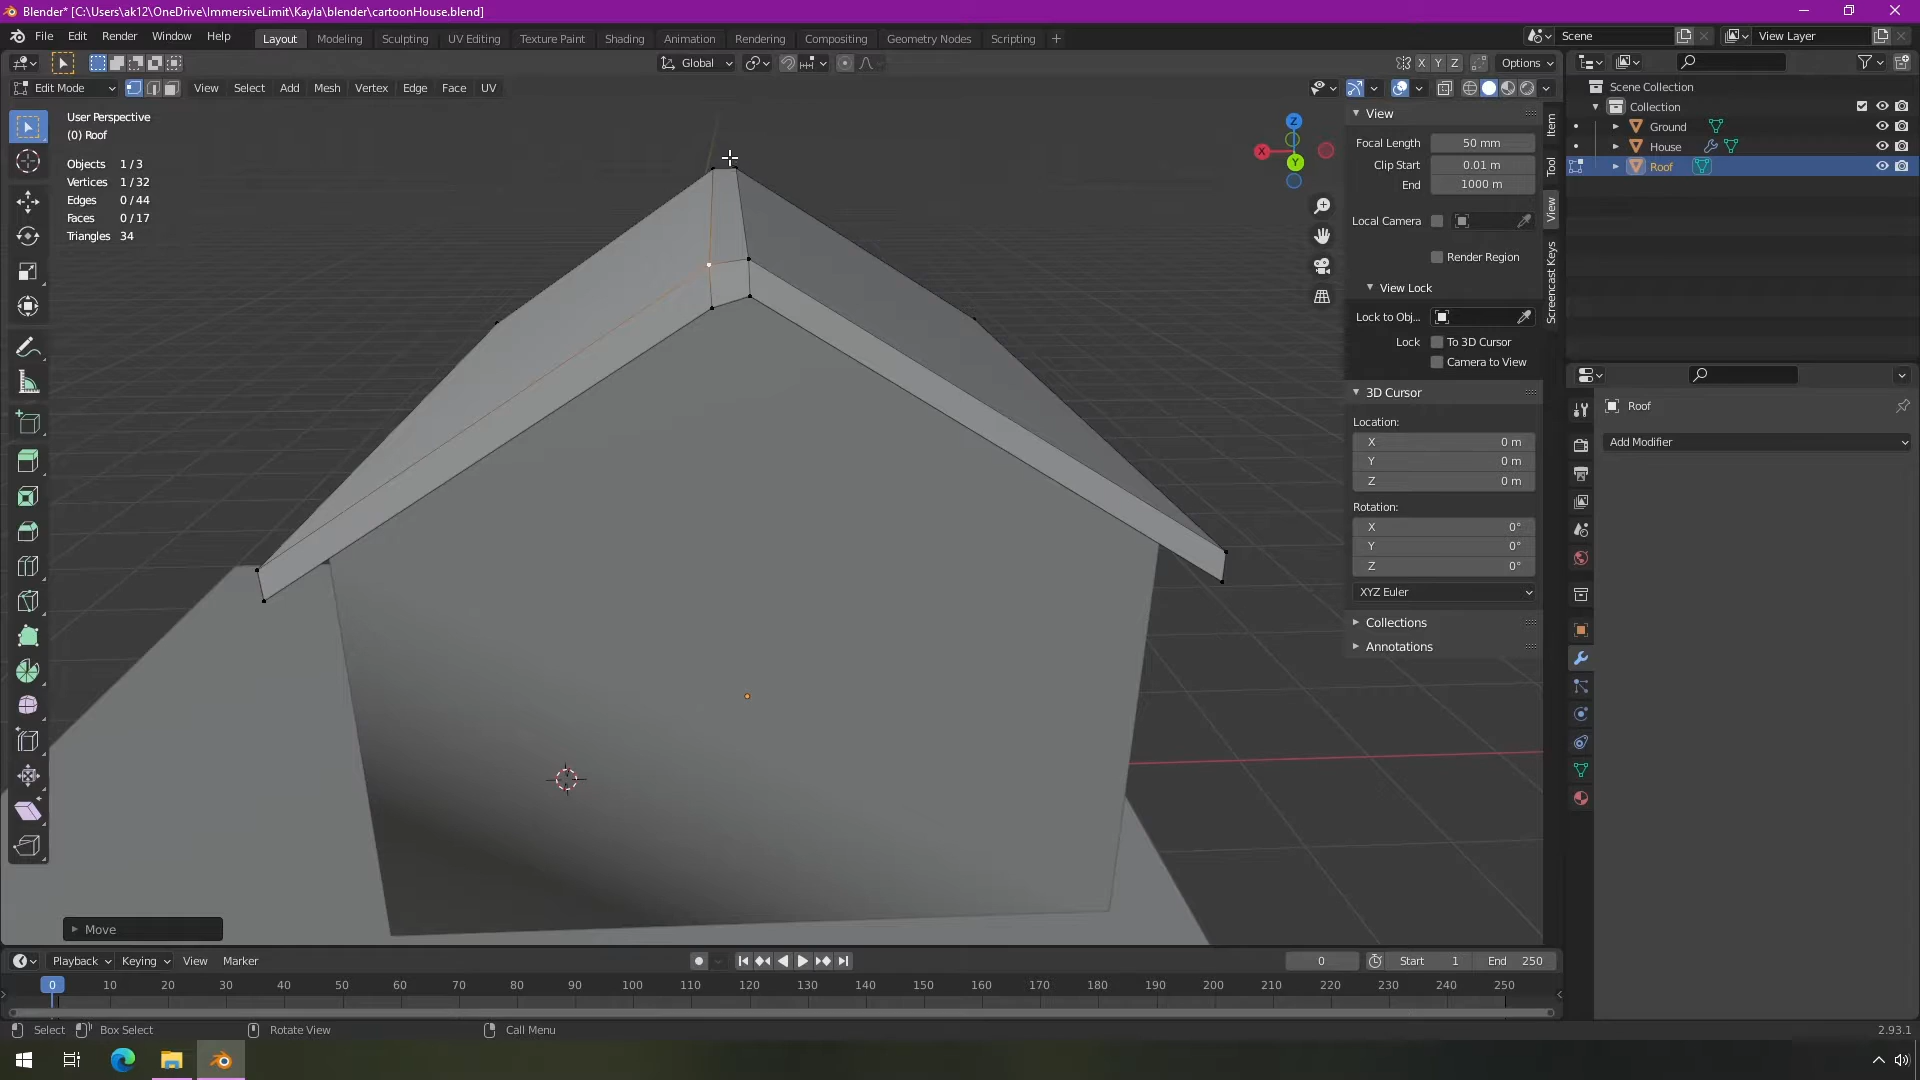 Blender* [C:\Users\ak12\OneDrive\ImmersiveLimit\Kayla\blender\cartoonHouse.blend]
File Edit Render Window Help Layout Modeling Sculpting UV Editing Texture Paint Shading Animation Rendering Compositing Geometry Nodes Scripting + Scene View Layer
Global X Y Z Options
Edit Mode View Select Add Mesh Vertex Edge Face UV
Scene Collection
Collection
Ground
House
Roof
User Perspective
(0) Roof
Objects 1 / 3
Vertices 1 / 32
Edges 0 / 44
Faces 0 / 17
Triangles 34
Z
X
Y
View
Focal Length 50 mm
Clip Start 0.01 m
End 1000 m
Local Camera
Render Region
View Lock
Lock to Obj...
Lock To 3D Cursor
Camera to View
3D Cursor
Location:
X 0 m
Y 0 m
Z 0 m
Rotation:
X 0°
Y 0°
Z 0°
XYZ Euler
Collections
Annotations
Item
Tool
View
Screencast Keys
Roof
Add Modifier
Move
Playback Keying View Marker 0 Start 1 End 250
0 10 20 30 40 50 60 70 80 90 100 110 120 130 140 150 160 170 180 190 200 210 220 230 240 250
Select Box Select Rotate View Call Menu 2.93.1